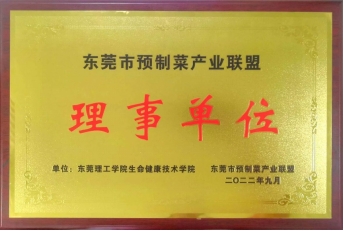 东莞市预制菜产业联盟
理事单位
单位：东莞理工学院生命健康技术学院 东莞市预制菜产业联盟
二〇二二年九月